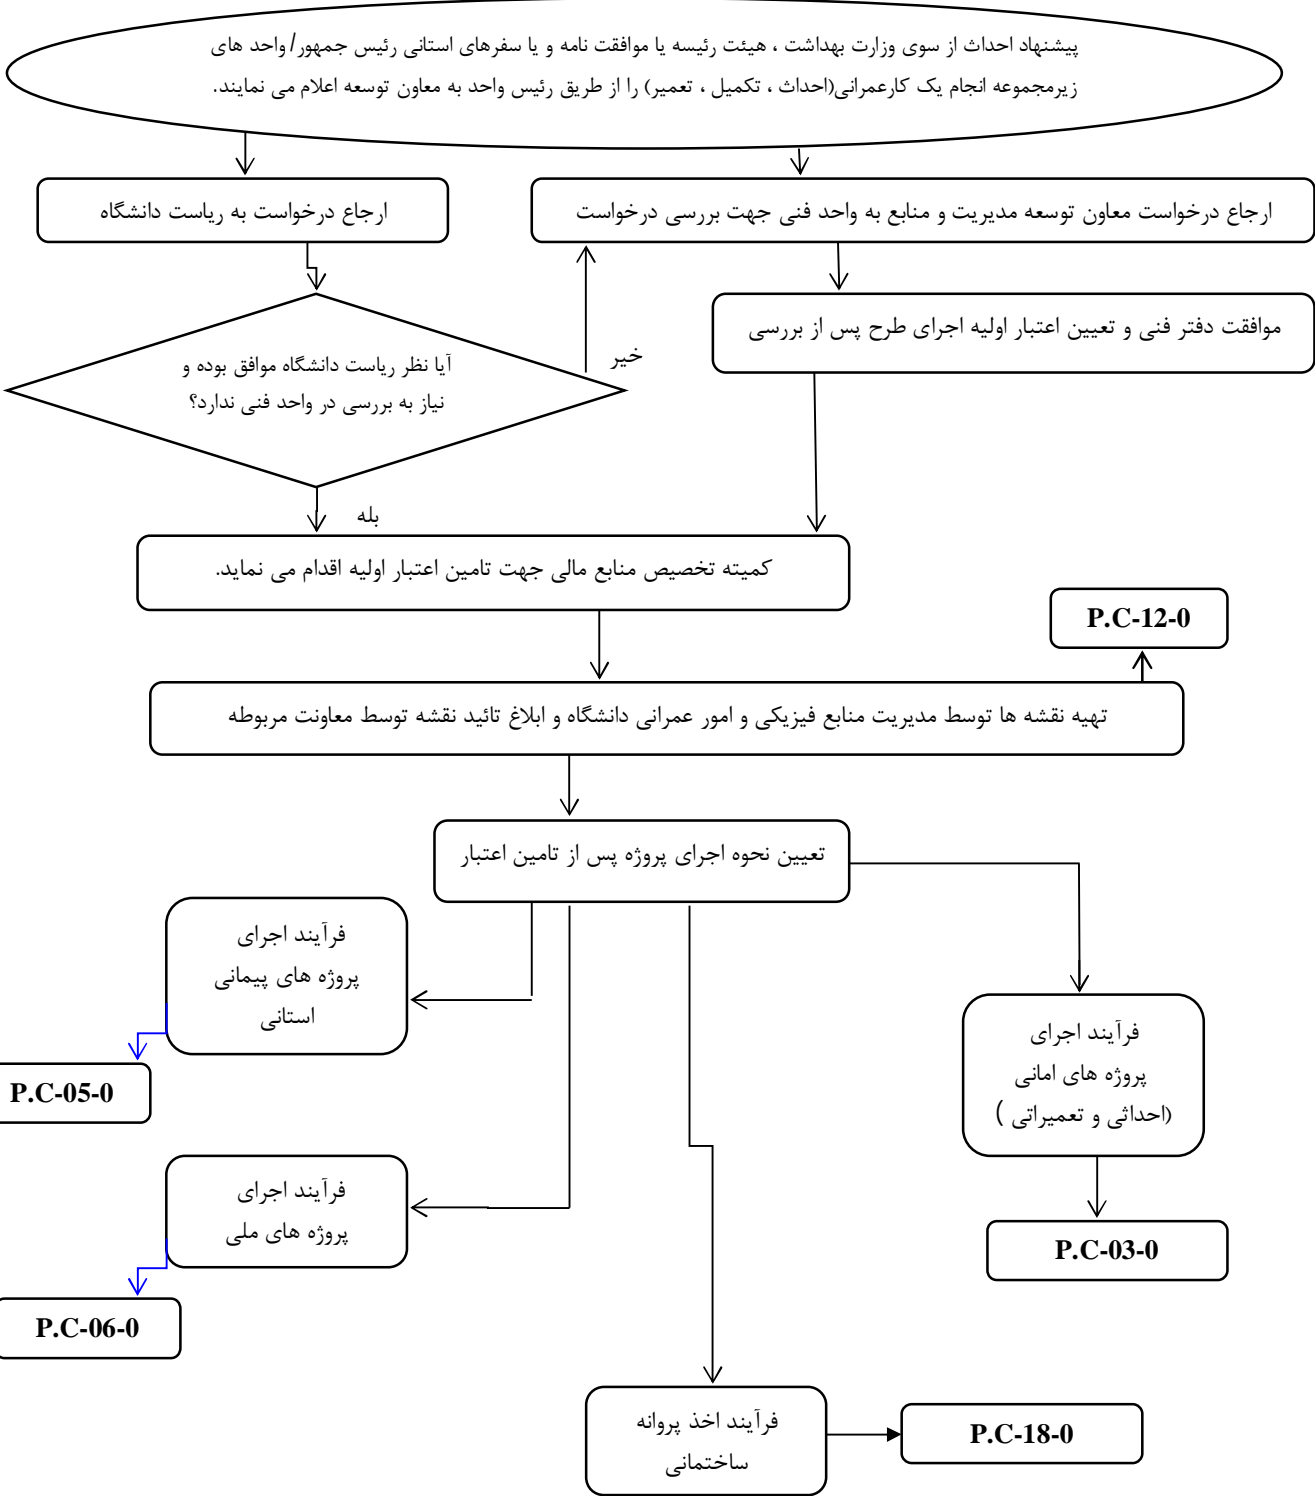 پیشنهاد احداث از سوی وزارت بهداشت ، هیئت رئیسه یا موافقت نامه و یا سفرهای استانی رئیس جمهور/واحد های
زیرمجموعه انجام یک کارعمرانی(احداث ، تکمیل ، تعمیر) را از طریق رئیس واحد به معاون توسعه اعلام می نمایند.
ارجاع درخواست معاون توسعه مدیریت و منابع به واحد فنی جهت بررسی درخواست
ارجاع درخواست به ریاست دانشگاه
موافقت دفتر فنی و تعیین اعتبار اولیه اجرای طرح پس از بررسی
خیر
آیا نظر ریاست دانشگاه موافق بوده و
نیاز به بررسی در واحد فنی ندارد؟
بله
کمیته تخصیص منابع مالی جهت تامین اعتبار اولیه اقدام می نماید.
P.C-12-0
تهیه نقشه ها توسط مدیریت منابع فیزیکی و امور عمرانی دانشگاه و ابلاغ تائید نقشه توسط معاونت مربوطه
تعیین نحوه اجرای پروژه پس از تامین اعتبار
فرآیند اجرای
پروژه های پیمانی
استانی
فرآیند اجرای
پروژه های امانی
(احداثی و تعمیراتی )
P.C-05-0
فرآیند اجرای
پروژه های ملی
P.C-03-0
P.C-06-0
فرآیند اخذ پروانه
ساختمانی
P.C-18-0